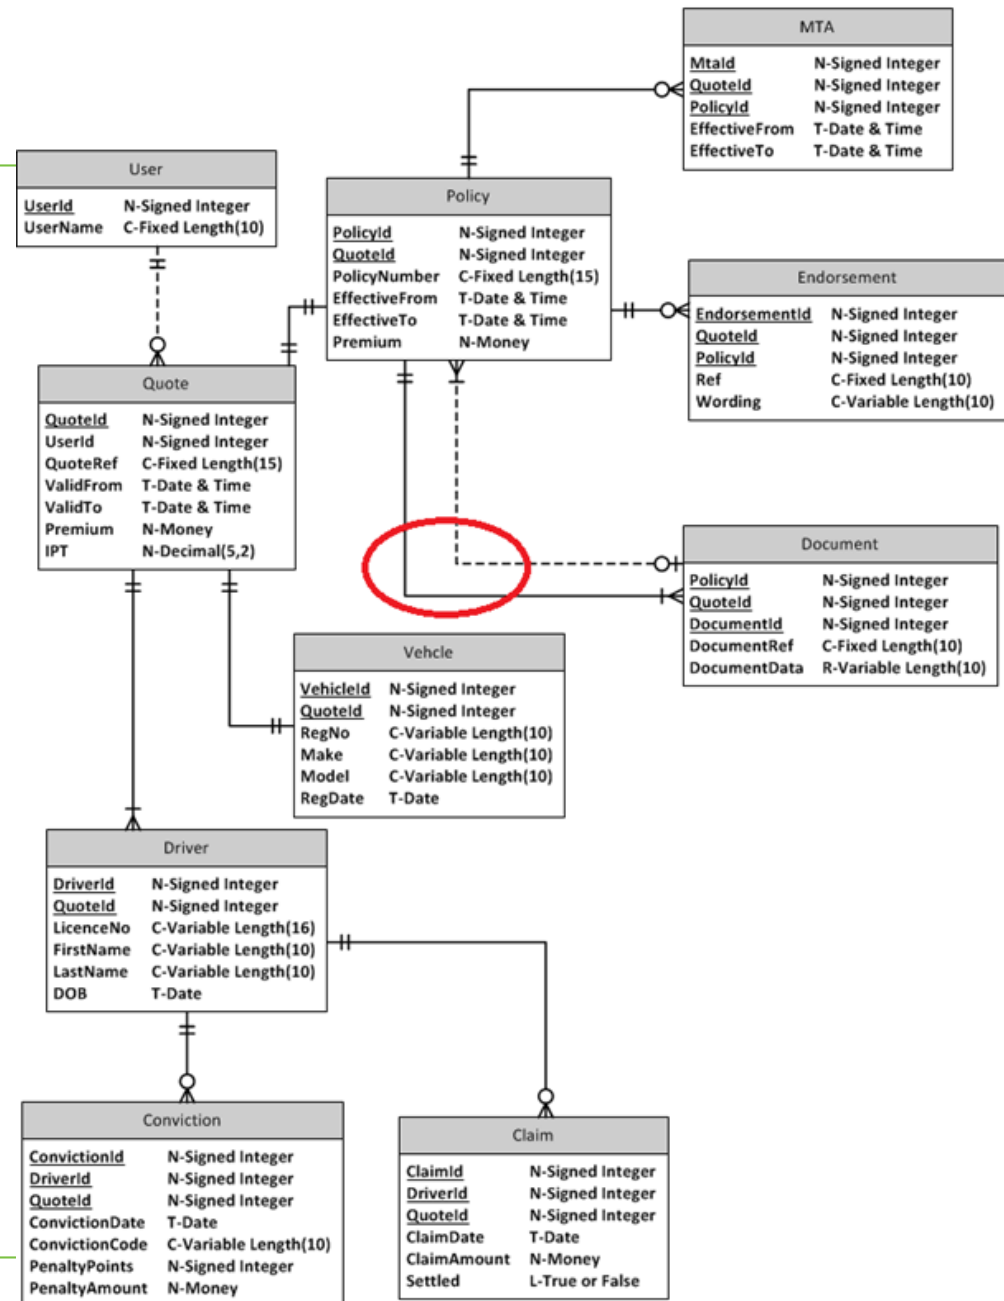 MTA
MtaId N-Signed Integer
QuoteId N-Signed Integer
PolicyId N-Signed Integer
EffectiveFrom T-Date & Time
EffectiveTo T-Date & Time
User
UserId N-Signed Integer
UserName C-Fixed Length(10)
Policy
PolicyId N-Signed Integer
QuoteId N-Signed Integer
PolicyNumber C-Fixed Length(15)
EffectiveFrom T-Date & Time
EffectiveTo T-Date & Time
Premium N-Money
Endorsement
EndorsementId N-Signed Integer
QuoteId N-Signed Integer
PolicyId N-Signed Integer
Ref C-Fixed Length(10)
Wording C-Variable Length(10)
Quote
QuoteId N-Signed Integer
UserId N-Signed Integer
QuoteRef C-Fixed Length(15)
ValidFrom T-Date & Time
ValidTo T-Date & Time
Premium N-Money
IPT N-Decimal(5,2)
Document
PolicyId N-Signed Integer
QuoteId N-Signed Integer
DocumentId N-Signed Integer
DocumentRef C-Fixed Length(10)
DocumentData R-Variable Length(10)
Vehcle
VehicleId N-Signed Integer
QuoteId N-Signed Integer
RegNo C-Variable Length(10)
Make C-Variable Length(10)
Model C-Variable Length(10)
RegDate T-Date
Driver
DriverId N-Signed Integer
QuoteId N-Signed Integer
LicenceNo C-Variable Length(16)
FirstName C-Variable Length(10)
LastName C-Variable Length(10)
DOB T-Date
Conviction
ConvictionId N-Signed Integer
DriverId N-Signed Integer
QuoteId N-Signed Integer
ConvictionDate T-Date
ConvictionCode C-Variable Length(10)
PenaltyPoints N-Signed Integer
PenaltyAmount N-Money
Claim
ClaimId N-Signed Integer
DriverId N-Signed Integer
QuoteId N-Signed Integer
ClaimDate T-Date
ClaimAmount N-Money
Settled L-True or False